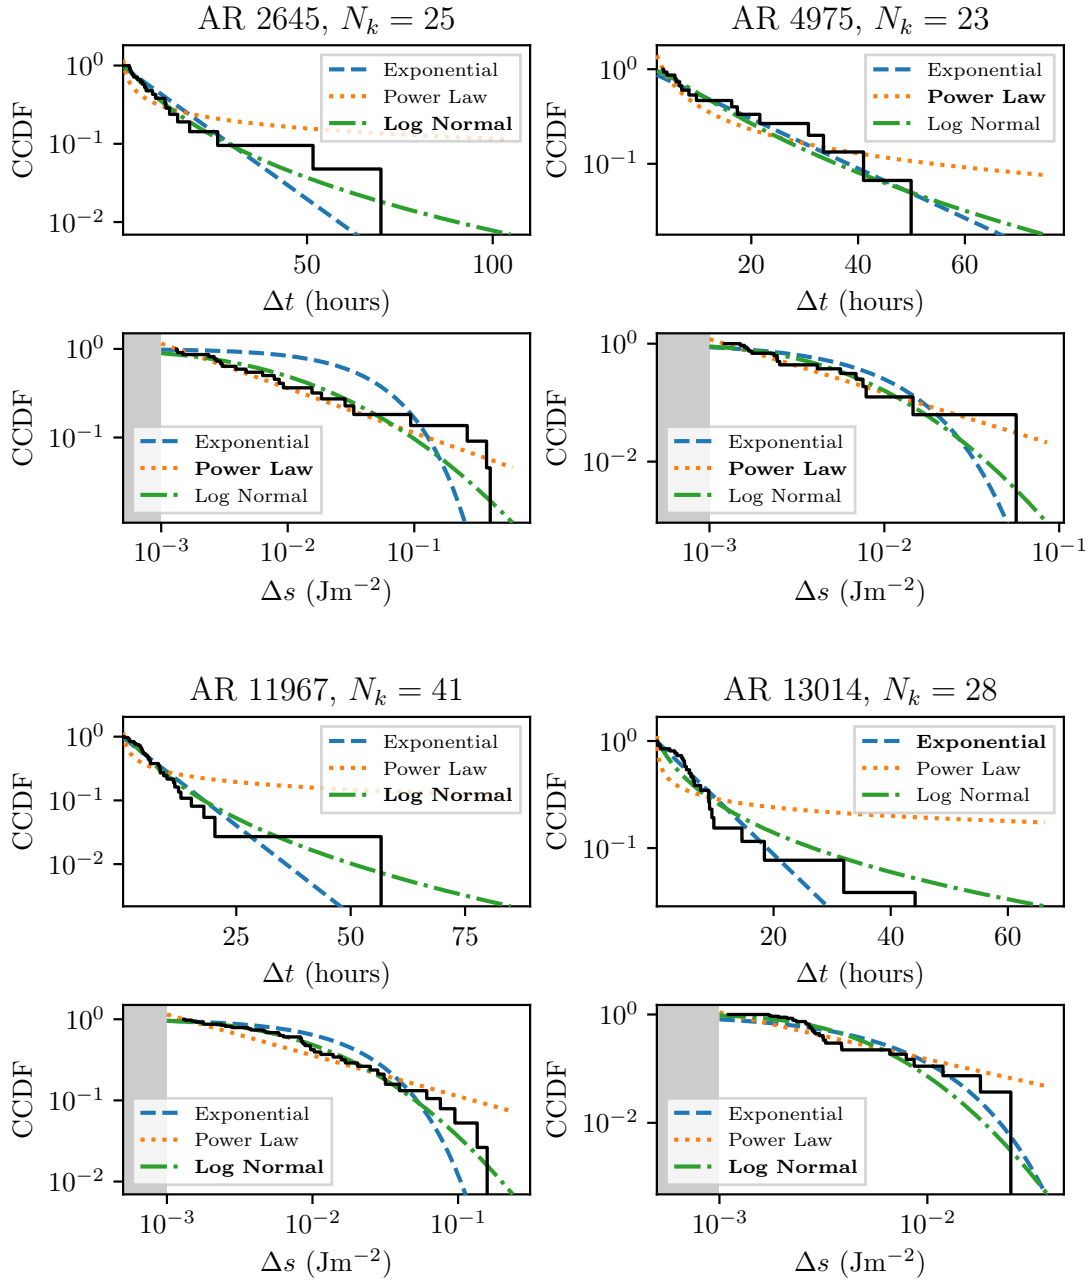 AR 2645, N_k = 25
CCDF
10^0
10^{-1}
10^{-2}
Exponential
Power Law
Log Normal
50
100
Δt (hours)
CCDF
10^0
10^{-1}
Exponential
Power Law
Log Normal
10^{-3}
10^{-2}
10^{-1}
Δs (Jm^{-2})
AR 4975, N_k = 23
CCDF
10^0
10^{-1}
Exponential
Power Law
Log Normal
20
40
60
Δt (hours)
CCDF
10^0
10^{-2}
Exponential
Power Law
Log Normal
10^{-3}
10^{-2}
10^{-1}
Δs (Jm^{-2})
AR 11967, N_k = 41
CCDF
10^0
10^{-1}
10^{-2}
Exponential
Power Law
Log Normal
25
50
75
Δt (hours)
CCDF
10^0
10^{-1}
10^{-2}
Exponential
Power Law
Log Normal
10^{-3}
10^{-2}
10^{-1}
Δs (Jm^{-2})
AR 13014, N_k = 28
CCDF
10^0
10^{-1}
Exponential
Power Law
Log Normal
20
40
60
Δt (hours)
CCDF
10^0
10^{-2}
Exponential
Power Law
Log Normal
10^{-3}
10^{-2}
Δs (Jm^{-2})